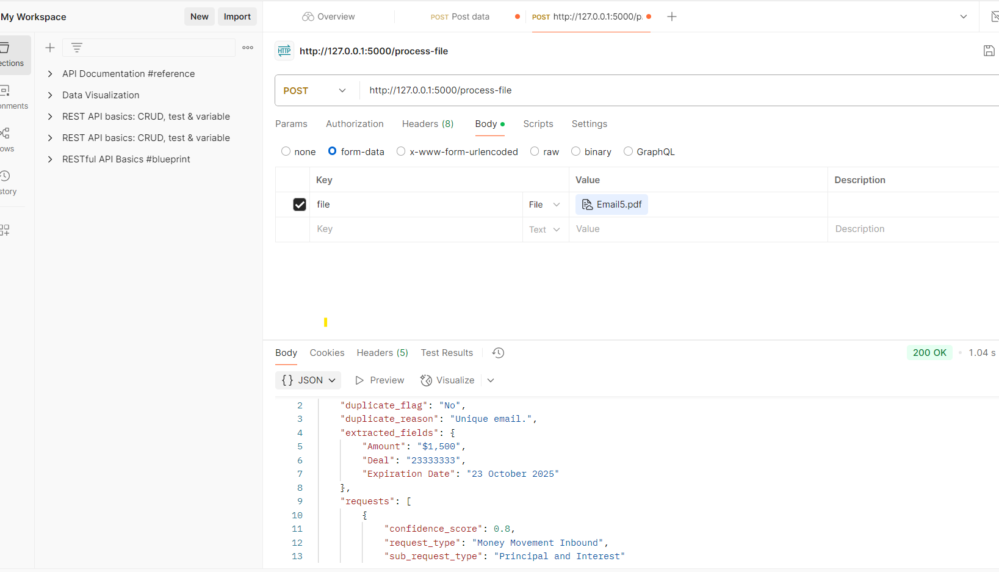 My Workspace New Import Overview POST Post data POST http://127.0.0.1:5000/p.
ections
onments
ows
story
API Documentation #reference
Data Visualization
REST API basics: CRUD, test & variable
REST API basics: CRUD, test & variable
RESTful API Basics #blueprint
HTTP http://127.0.0.1:5000/process-file
POST http://127.0.0.1:5000/process-file
Params Authorization Headers (8) Body Scripts Settings
none form-data x-www-form-urlencoded raw binary GraphQL
Key Value Description
file File Email5.pdf
Key Text Value Description
Body Cookies Headers (5) Test Results 200 OK 1.04 s
{} JSON Preview Visualize
2 "duplicate_flag": "No",
3 "duplicate_reason": "Unique email.",
4 "extracted_fields": {
5 "Amount": "$1,500",
6 "Deal": "23333333",
7 "Expiration Date": "23 October 2025"
8 },
9 "requests": [
10 {
11 "confidence_score": 0.8,
12 "request_type": "Money Movement Inbound",
13 "sub_request_type": "Principal and Interest"